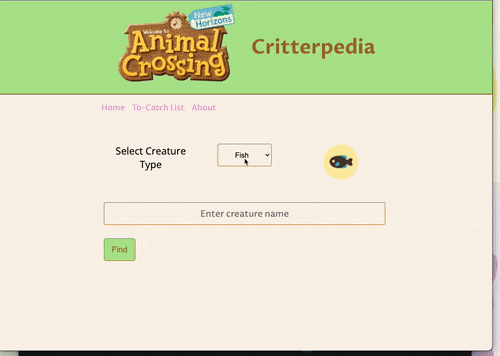 New
Horizons
Welcome to
Animal
Crossing
Critterpedia
Home To-Catch List About
Select Creature
Type
Fish
Enter creature name
Find